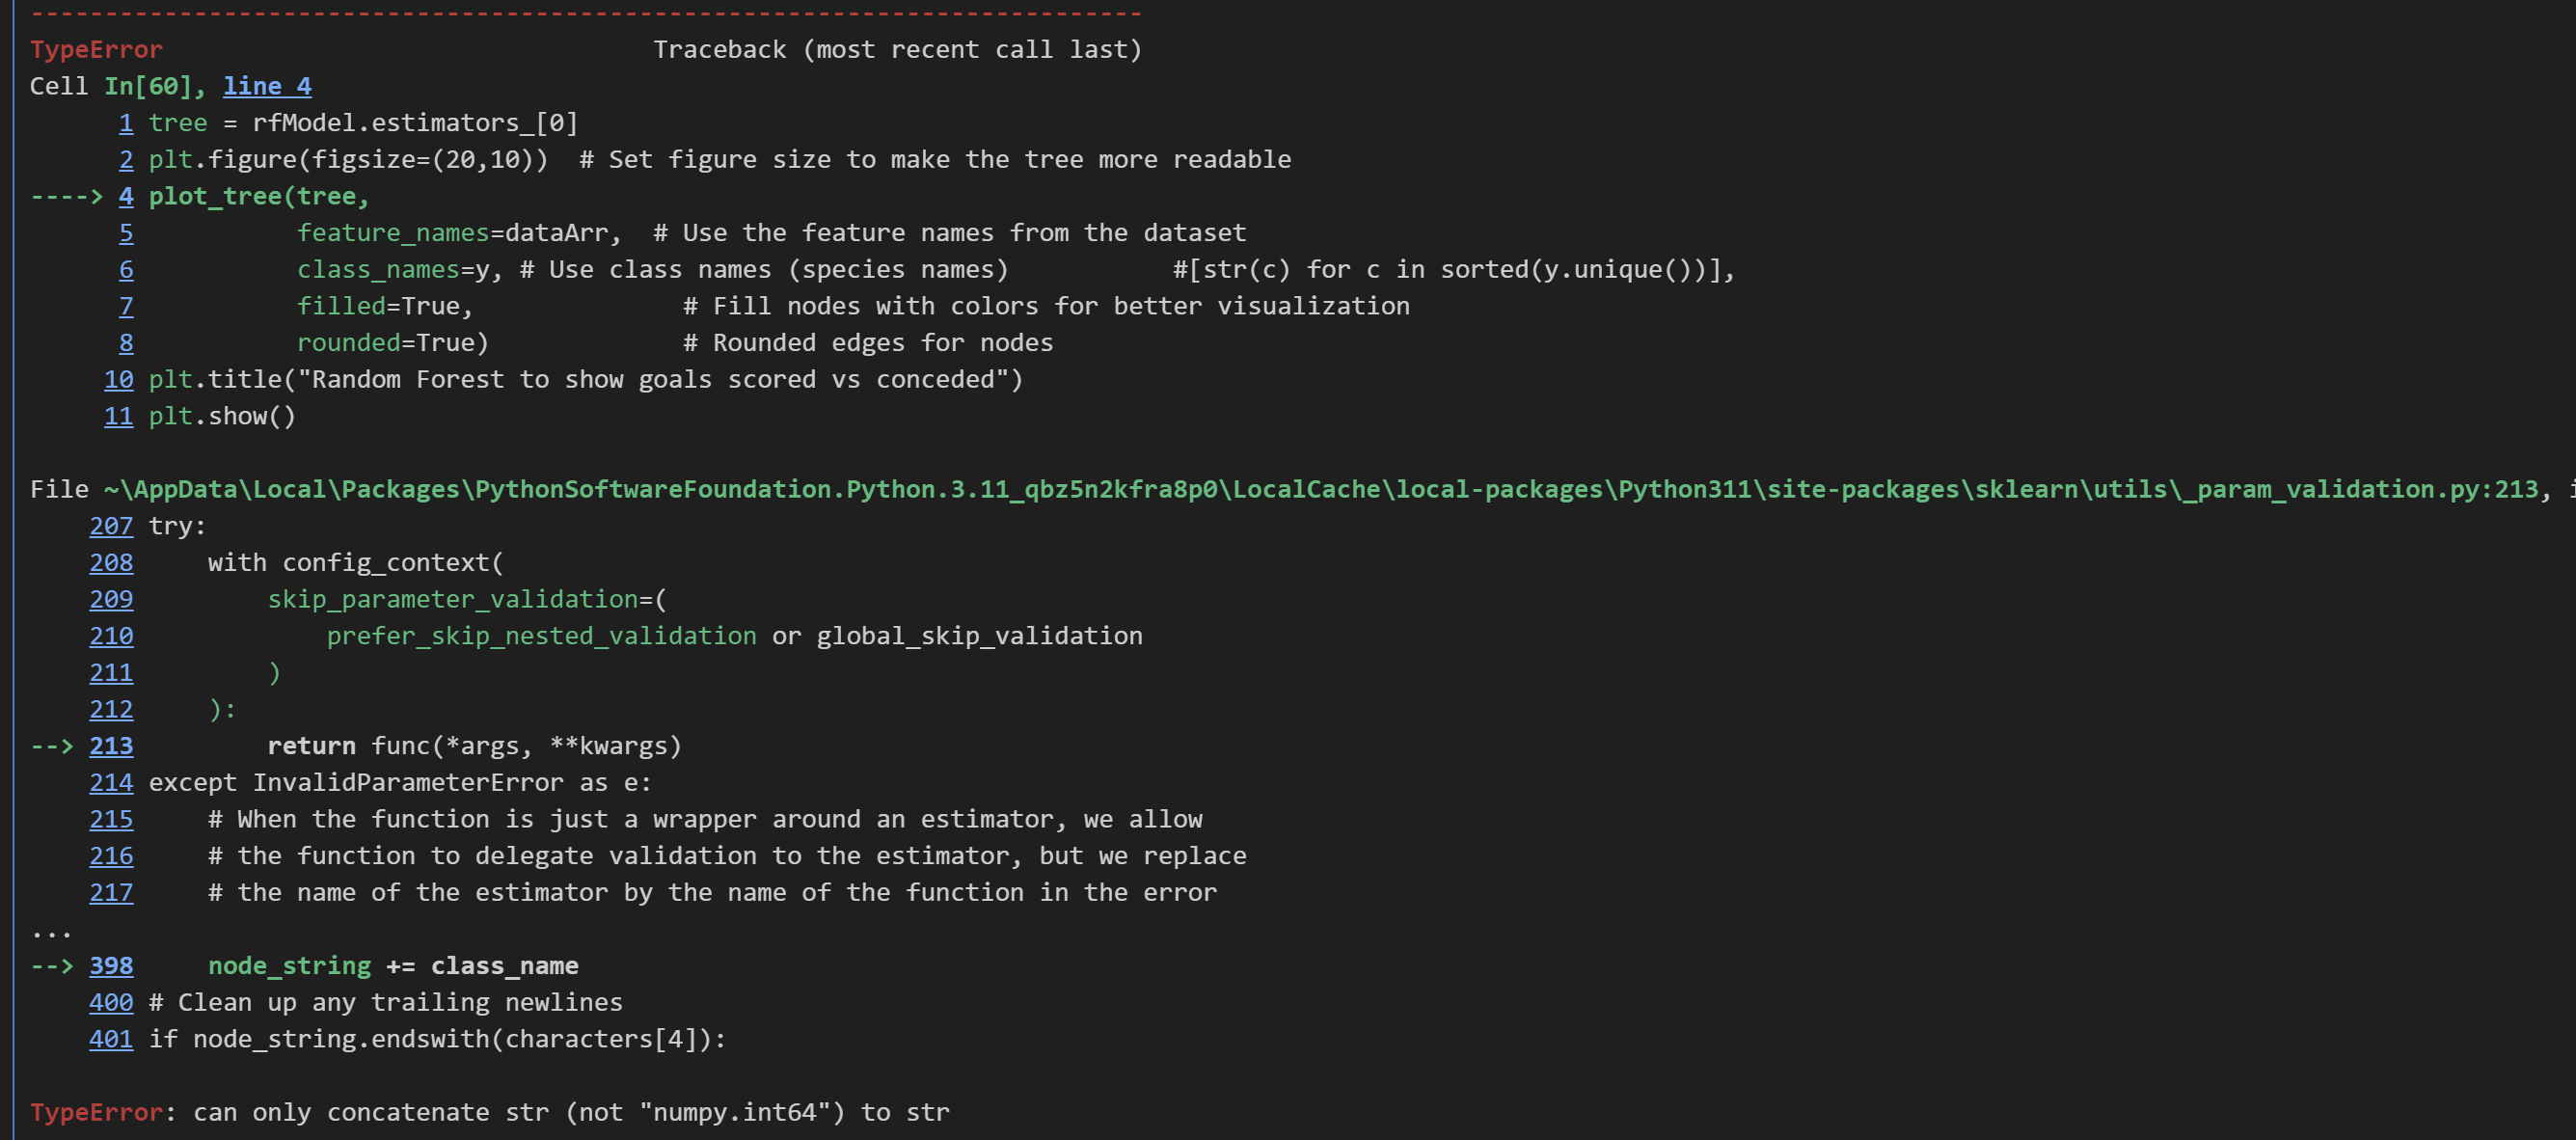 ---------------------------------------------------------------------------
TypeError                                 Traceback (most recent call last)
Cell In[60], line 4
      1 tree = rfModel.estimators_[0]
      2 plt.figure(figsize=(20,10))  # Set figure size to make the tree more readable
----> 4 plot_tree(tree,
      5           feature_names=dataArr,  # Use the feature names from the dataset
      6           class_names=y, # Use class names (species names)           #[str(c) for c in sorted(y.unique())],
      7           filled=True,              # Fill nodes with colors for better visualization
      8           rounded=True)             # Rounded edges for nodes
     10 plt.title("Random Forest to show goals scored vs conceded")
     11 plt.show()
File ~\AppData\Local\Packages\PythonSoftwareFoundation.Python.3.11_qbz5n2kfra8p0\LocalCache\local-packages\Python311\site-packages\sklearn\utils\_param_validation.py:213,
    207 try:
    208     with config_context(
    209         skip_parameter_validation=(
    210             prefer_skip_nested_validation or global_skip_validation
    211         )
    212     ):
--> 213         return func(*args, **kwargs)
    214 except InvalidParameterError as e:
    215     # When the function is just a wrapper around an estimator, we allow
    216     # the function to delegate validation to the estimator, but we replace
    217     # the name of the estimator by the name of the function in the error
...
--> 398     node_string += class_name
    400 # Clean up any trailing newlines
    401 if node_string.endswith(characters[4]):
TypeError: can only concatenate str (not "numpy.int64") to str